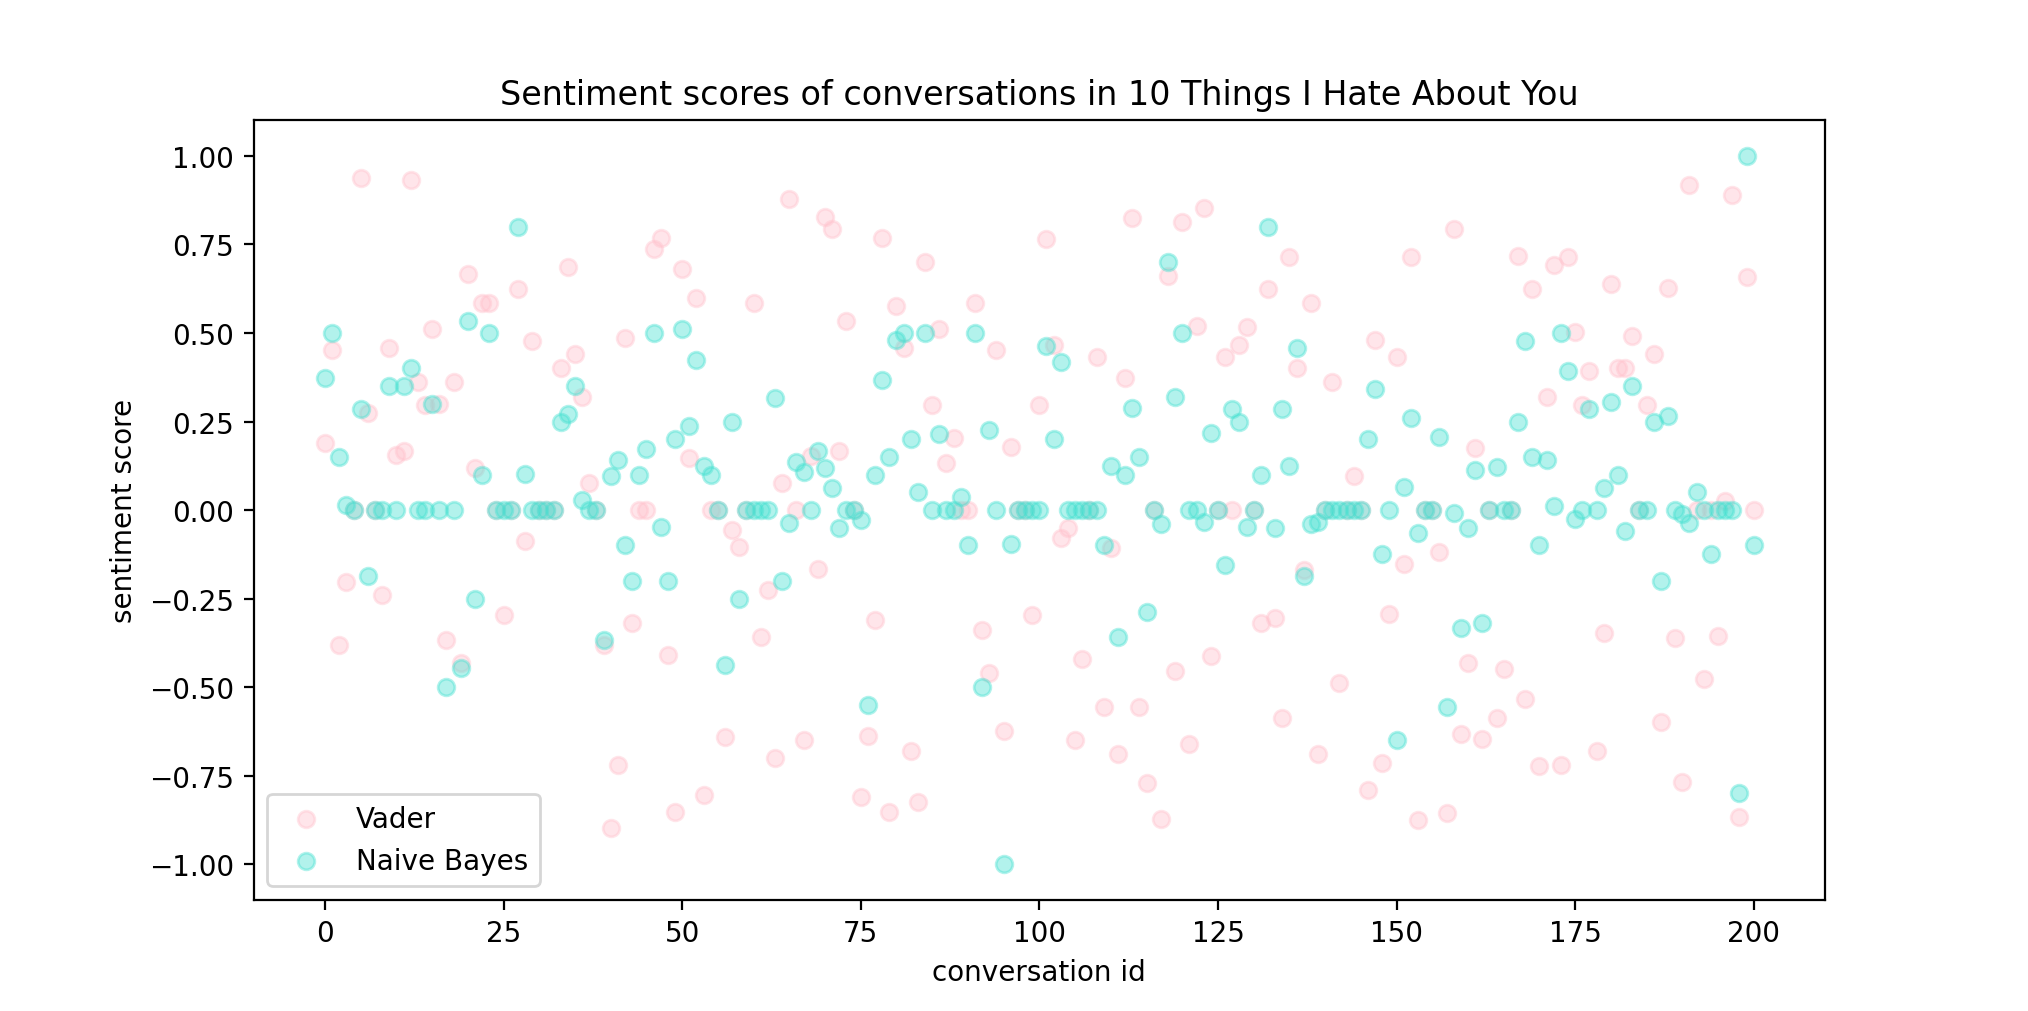 Sentiment scores of conversations in 10 Things I Hate About You
1.00
0.75
0.50
0.25
0.00
−0.25
−0.50
−0.75
−1.00
sentiment score
Vader
Naive Bayes
0 25 50 75 100 125 150 175 200
conversation id